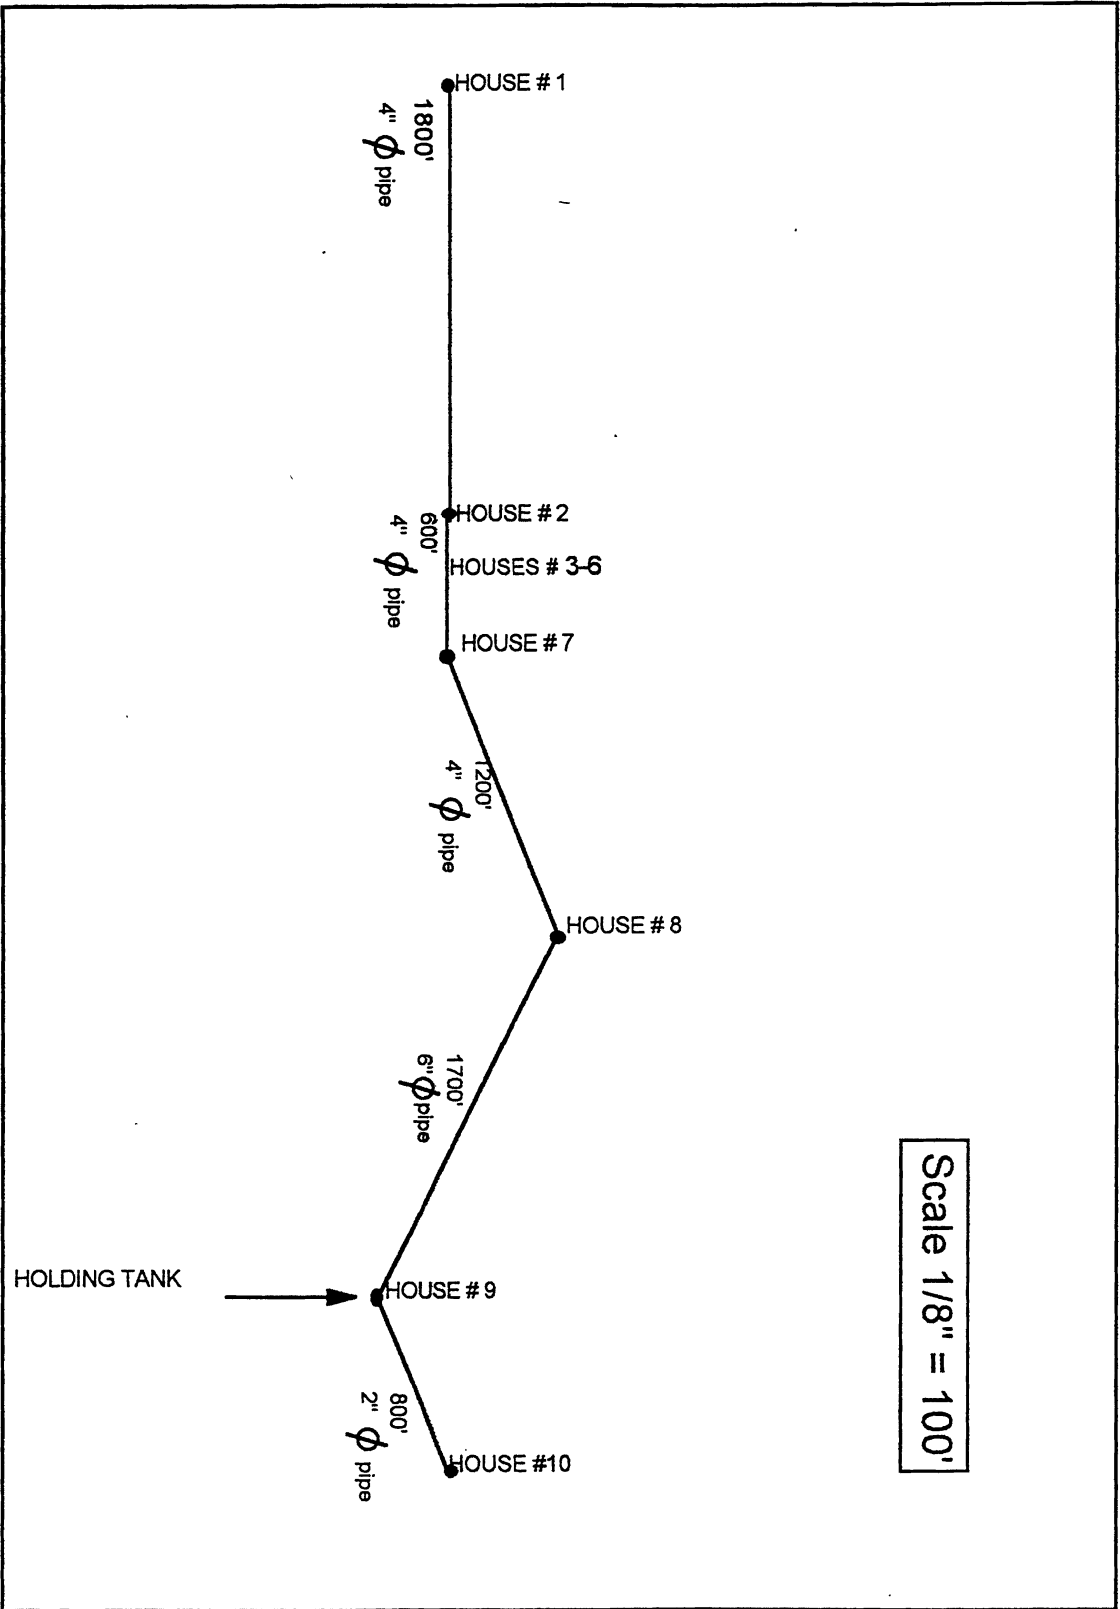 HOUSE # 1
1800'
4" ϕ pipe
HOUSE # 2
600'
4" ϕ pipe
HOUSES # 3-6
HOUSE # 7
1200'
4" ϕ pipe
HOUSE # 8
1700'
6" ϕ pipe
Scale 1/8" = 100'
HOLDING TANK
HOUSE # 9
800'
2" ϕ pipe
HOUSE #10